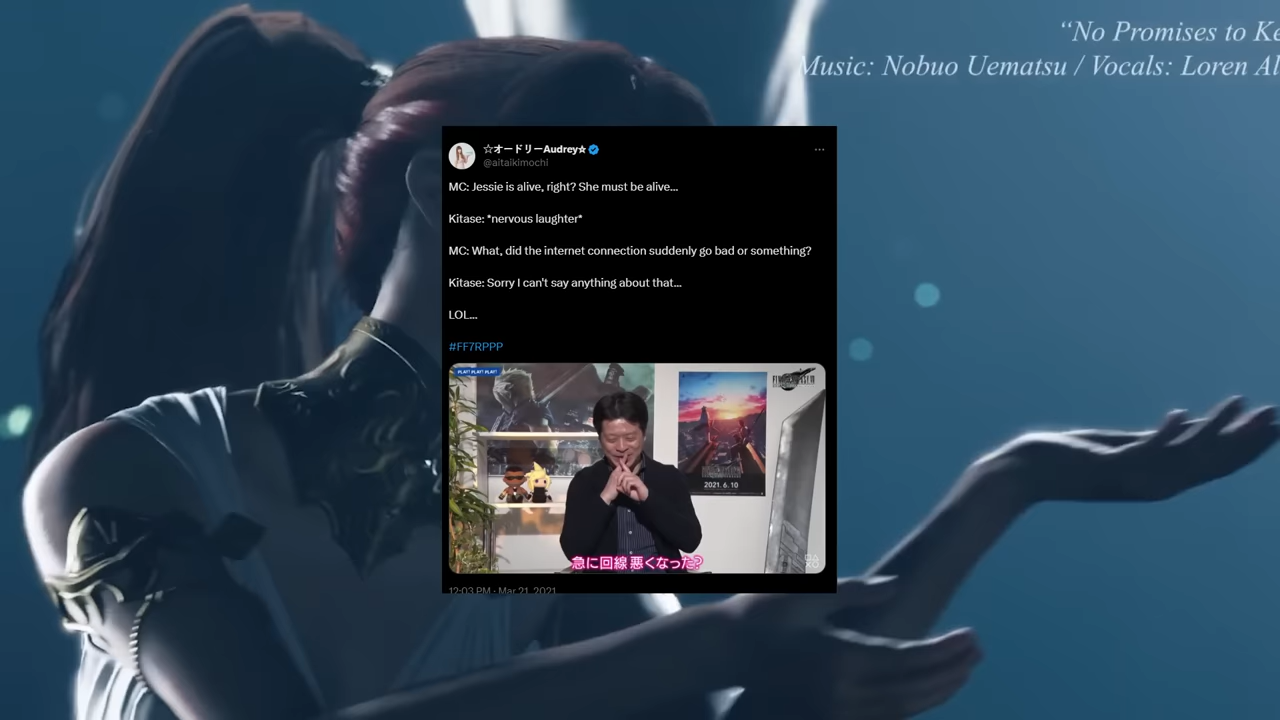 “No Promises to Ke
Music: Nobuo Uematsu / Vocals: Loren Al
☆オードリーAudrey☆
@aitaikimochi
MC: Jessie is alive, right? She must be alive...
Kitase: *nervous laughter*
MC: What, did the internet connection suddenly go bad or something?
Kitase: Sorry I can't say anything about that...
LOL...
#FF7RPPP
PLAY! PLAY! PLAY!
2021.6.10
急に回線悪くなった?
12:03 PM · Mar 21, 2021